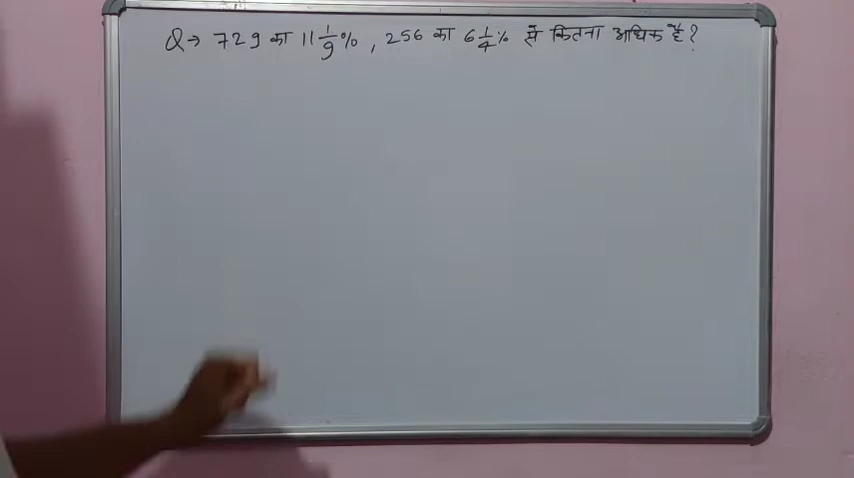 Q→ 729 का 11 1/9 %, 256 का 6 1/4 % से कितना अधिक है?